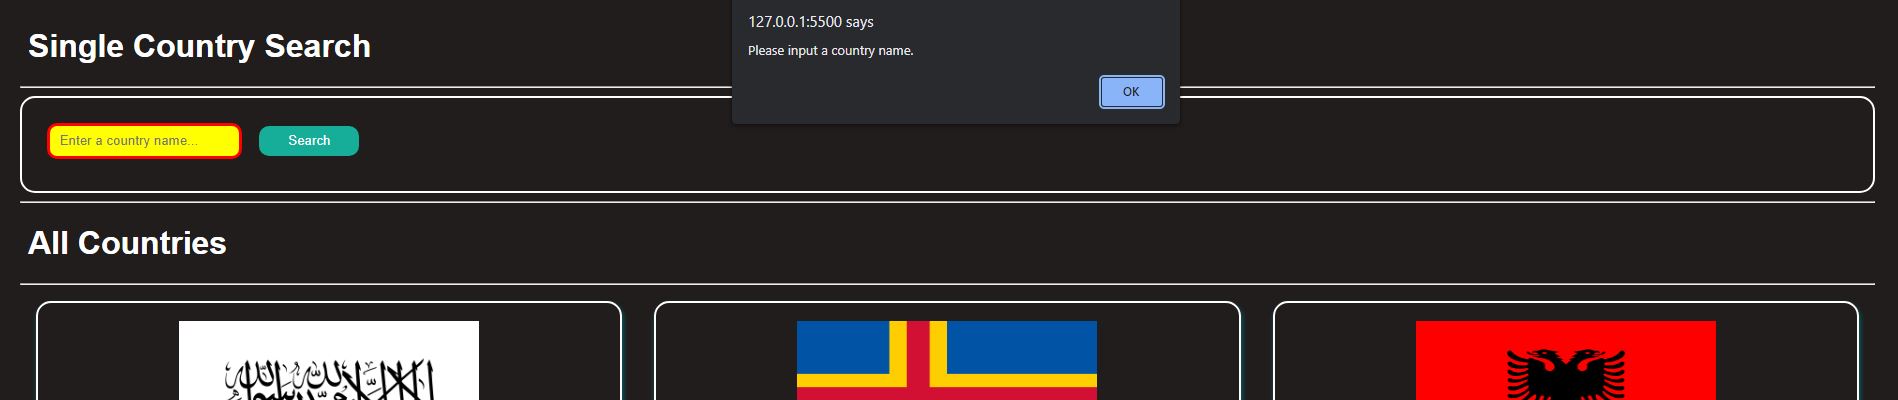 127.0.0.1:5500 says
Please input a country name.
OK
Single Country Search
Enter a country name...
Search
All Countries